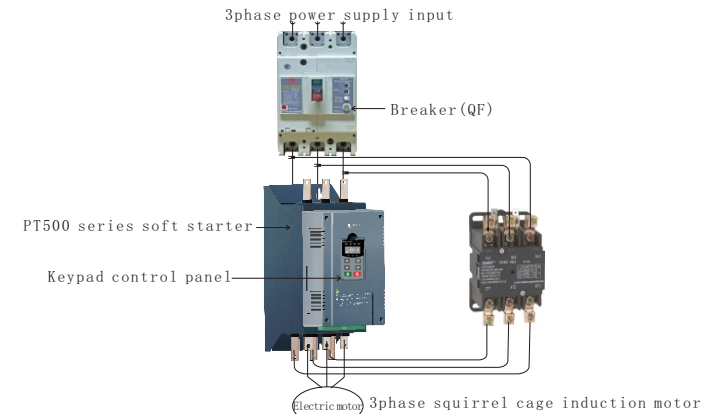 3phase power supply input
Breaker(QF)
PT500 series soft starter
Keypad control panel
Electric motor
3phase squirrel cage induction motor